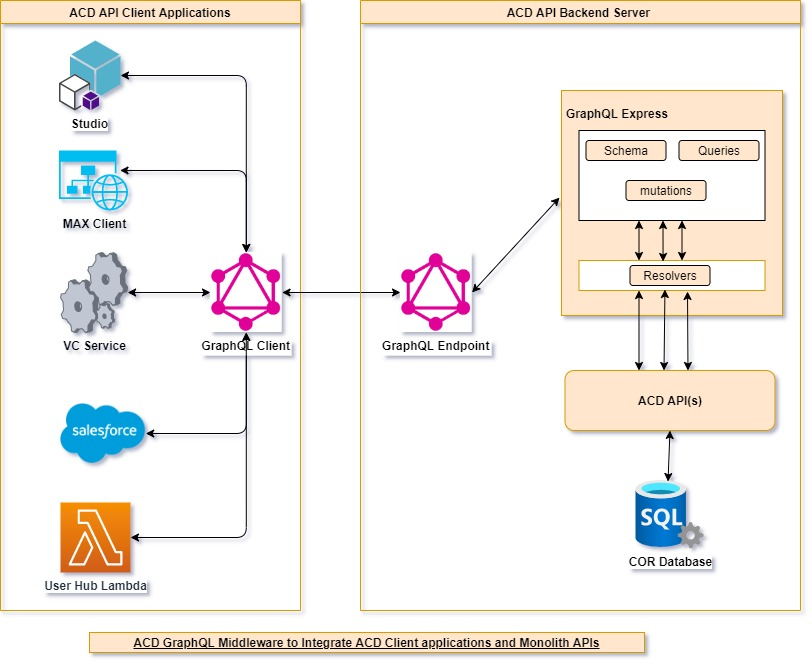 ACD API Client Applications
Studio
MAX Client
VC Service
GraphQL Client
salesforce
User Hub Lambda
ACD API Backend Server
GraphQL Endpoint
GraphQL Express
Schema
Queries
mutations
Resolvers
ACD API(s)
SQL
COR Database
ACD GraphQL Middleware to Integrate ACD Client applications and Monolith APIs